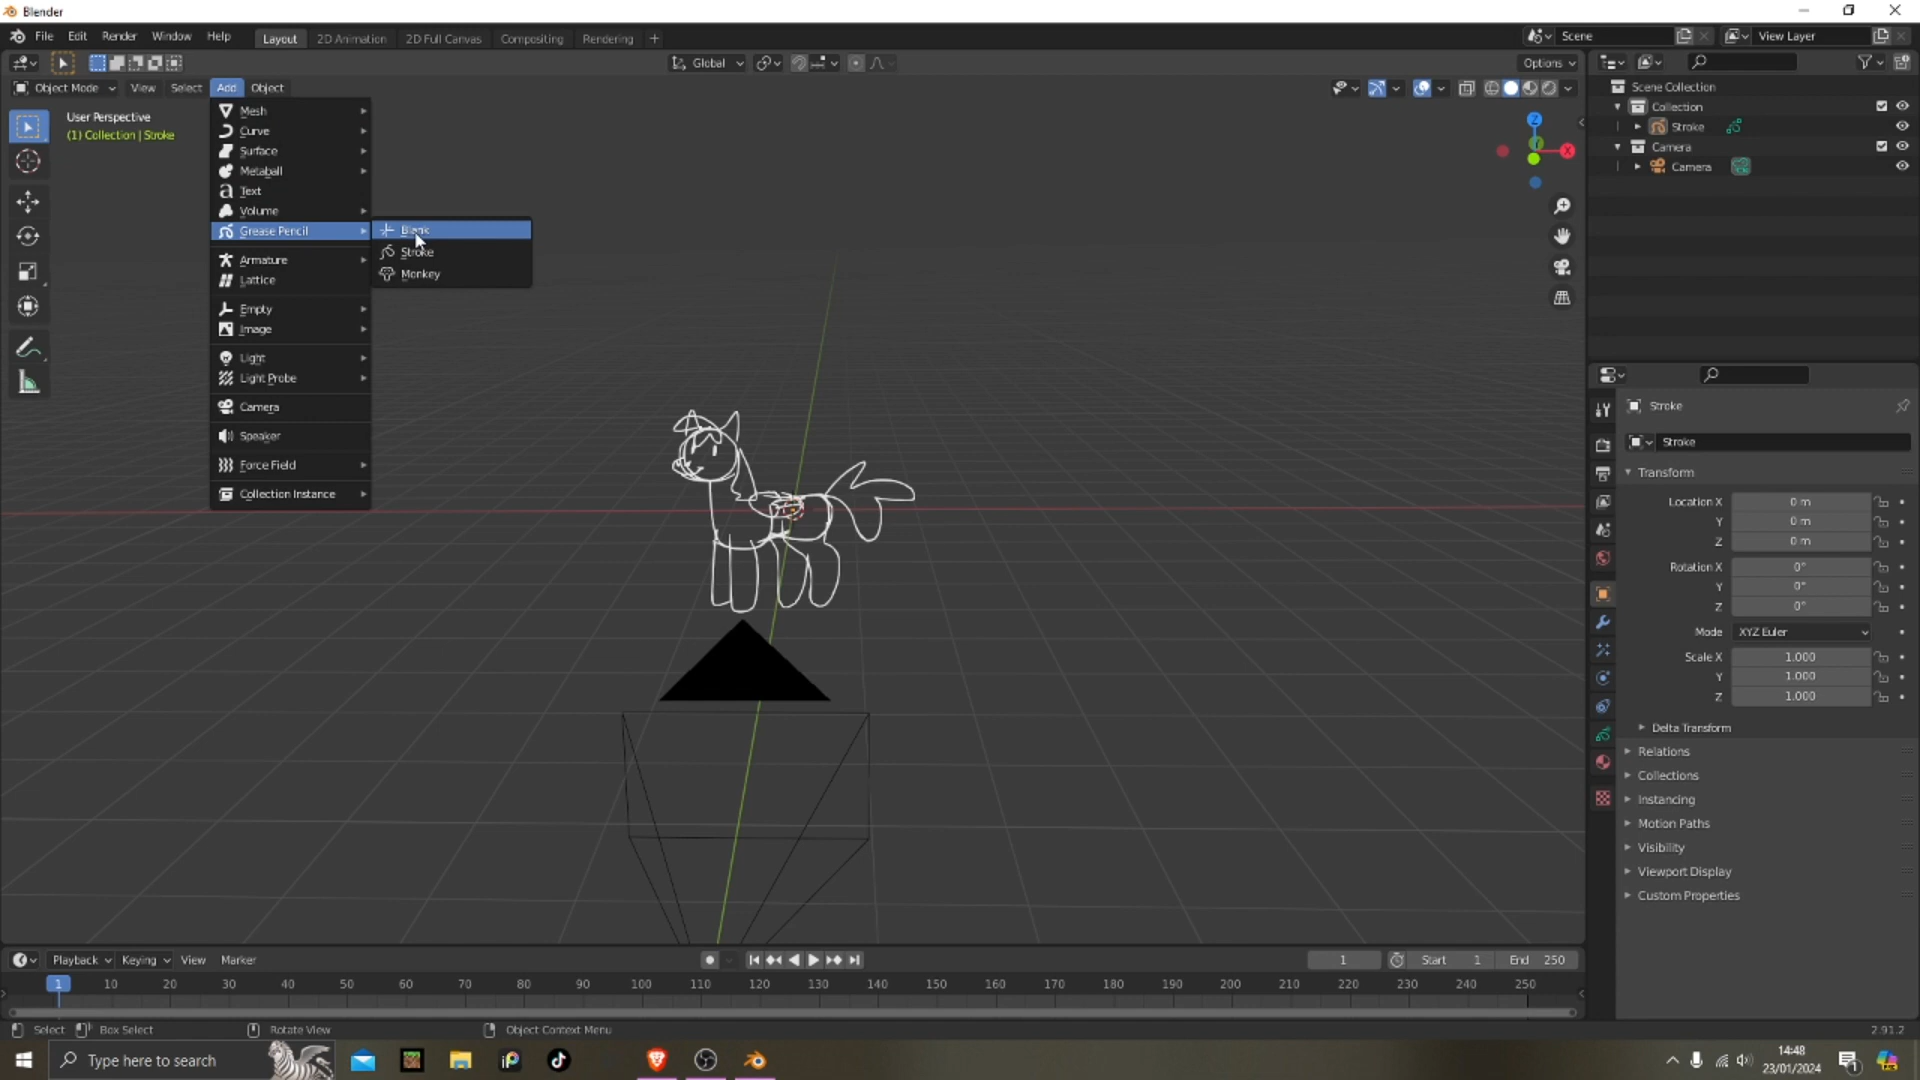 Blender
File Edit Render Window Help Layout 2D Animation 2D Full Canvas Compositing Rendering + Scene View Layer
Global Options
Object Mode View Select Add Object
User Perspective
(1) Collection | Stroke
Mesh
Curve
Surface
Metaball
Text
Volume
Grease Pencil
Armature
Lattice
Empty
Image
Light
Light Probe
Camera
Speaker
Force Field
Collection Instance
Blank
Stroke
Monkey
Z
Y
X
Scene Collection
Collection
Stroke
Camera
Camera
Stroke
Stroke
Transform
Location X 0 m
Y 0 m
Z 0 m
Rotation X 0°
Y 0°
Z 0°
Mode XYZ Euler
Scale X 1.000
Y 1.000
Z 1.000
Delta Transform
Relations
Collections
Instancing
Motion Paths
Visibility
Viewport Display
Custom Properties
Playback Keying View Marker 1 Start 1 End 250
1 10 20 30 40 50 60 70 80 90 100 110 120 130 140 150 160 170 180 190 200 210 220 230 240 250
Select Box Select Rotate View Object Context Menu 2.91.2
Type here to search 14:48
23/01/2024
1